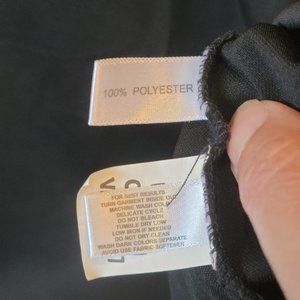 100% POLYESTER
FOR BEST RESULTS
TURN GARMENT INSIDE OUT
MACHINE WASH COLD
DELICATE CYCLE
DO NOT BLEACH
TUMBLE DRY LOW
LOW IRON IF NEEDED
DO NOT DRY CLEAN
WASH DARK COLORS SEPARATE
AVOID USE FABRIC SOFTENER